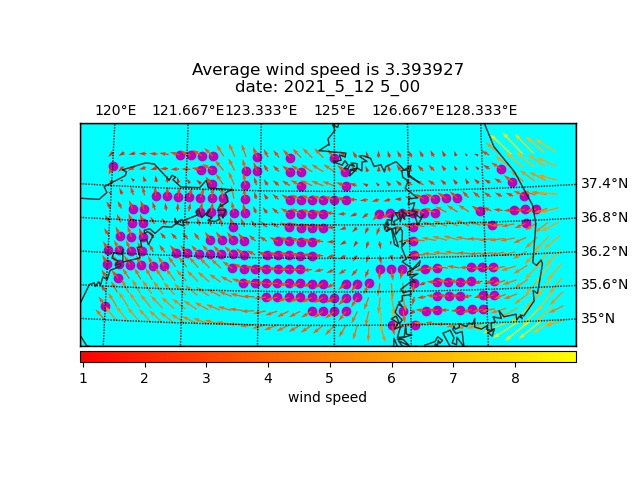 Average wind speed is 3.393927
date: 2021_5_12 5_00
120°E 121.667°E 123.333°E 125°E 126.667°E 128.333°E
37.4°N
36.8°N
36.2°N
35.6°N
35°N
1 2 3 4 5 6 7 8
wind speed